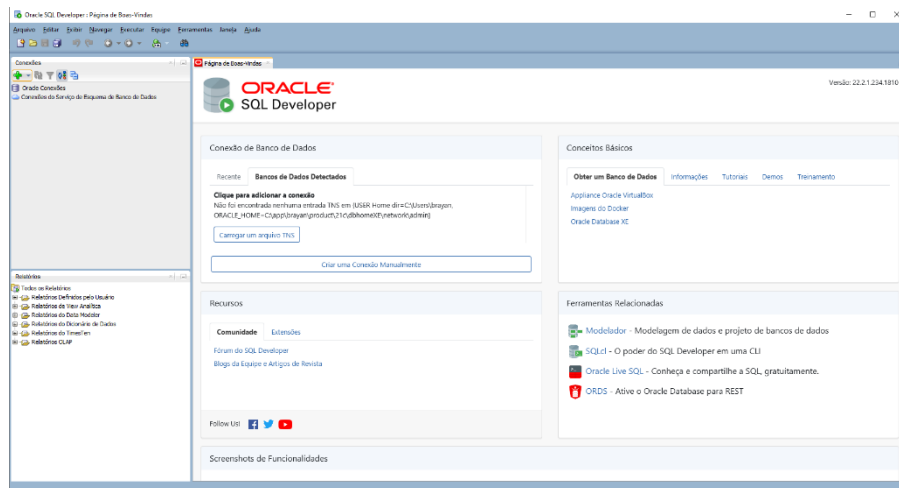 Oracle SQL Developer : Página de Boas-Vindas
Arquivo Editar Exibir Navegar Executar Equipe Ferramentas Janela Ajuda
Conexões
Oracle Conexões
Conexões do Serviço de Esquema de Banco de Dados
Relatórios
Todos os Relatórios
Relatórios Definidos pelo Usuário
Relatórios da View Analítica
Relatórios do Data Modeler
Relatórios do Dicionário de Dados
Relatórios do TimesTen
Relatórios OLAP
Página de Boas-Vindas
ORACLE
SQL Developer
Versão: 22.2.1.234.1810
Conexão de Banco de Dados
Recente Bancos de Dados Detectados
Clique para adicionar a conexão
Não foi encontrada nenhuma entrada TNS em (USER Home dir=C:\Users\brayan,
ORACLE_HOME=C:\app\brayan\product\21c\dbhomeXE\network\admin)
Carregar um arquivo TNS
Criar uma Conexão Manualmente
Conceitos Básicos
Obter um Banco de Dados Informações Tutoriais Demos Treinamento
Appliance Oracle VirtualBox
Imagens do Docker
Oracle Database XE
Recursos
Comunidade Extensões
Fórum do SQL Developer
Blogs da Equipe e Artigos de Revista
Follow Us!
Ferramentas Relacionadas
Modelador - Modelagem de dados e projeto de bancos de dados
SQLcl - O poder do SQL Developer em uma CLI
Oracle Live SQL - Conheça e compartilhe a SQL, gratuitamente.
ORDS - Ative o Oracle Database para REST
Screenshots de Funcionalidades